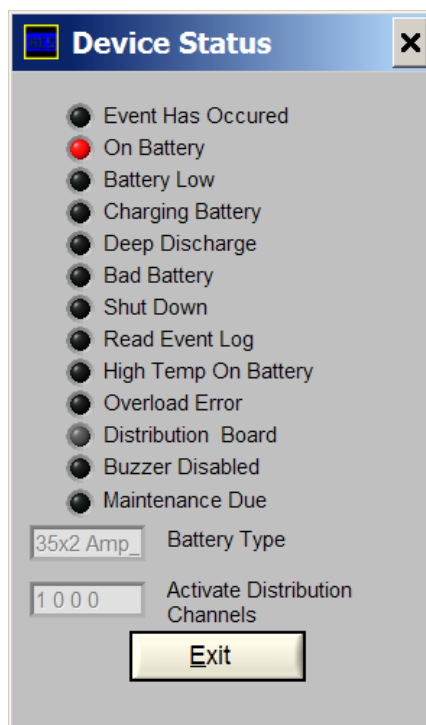 Device Status
Event Has Occured
On Battery
Battery Low
Charging Battery
Deep Discharge
Bad Battery
Shut Down
Read Event Log
High Temp On Battery
Overload Error
Distribution Board
Buzzer Disabled
Maintenance Due
35x2 Amp_ Battery Type
1 0 0 0 Activate Distribution
Channels
Exit